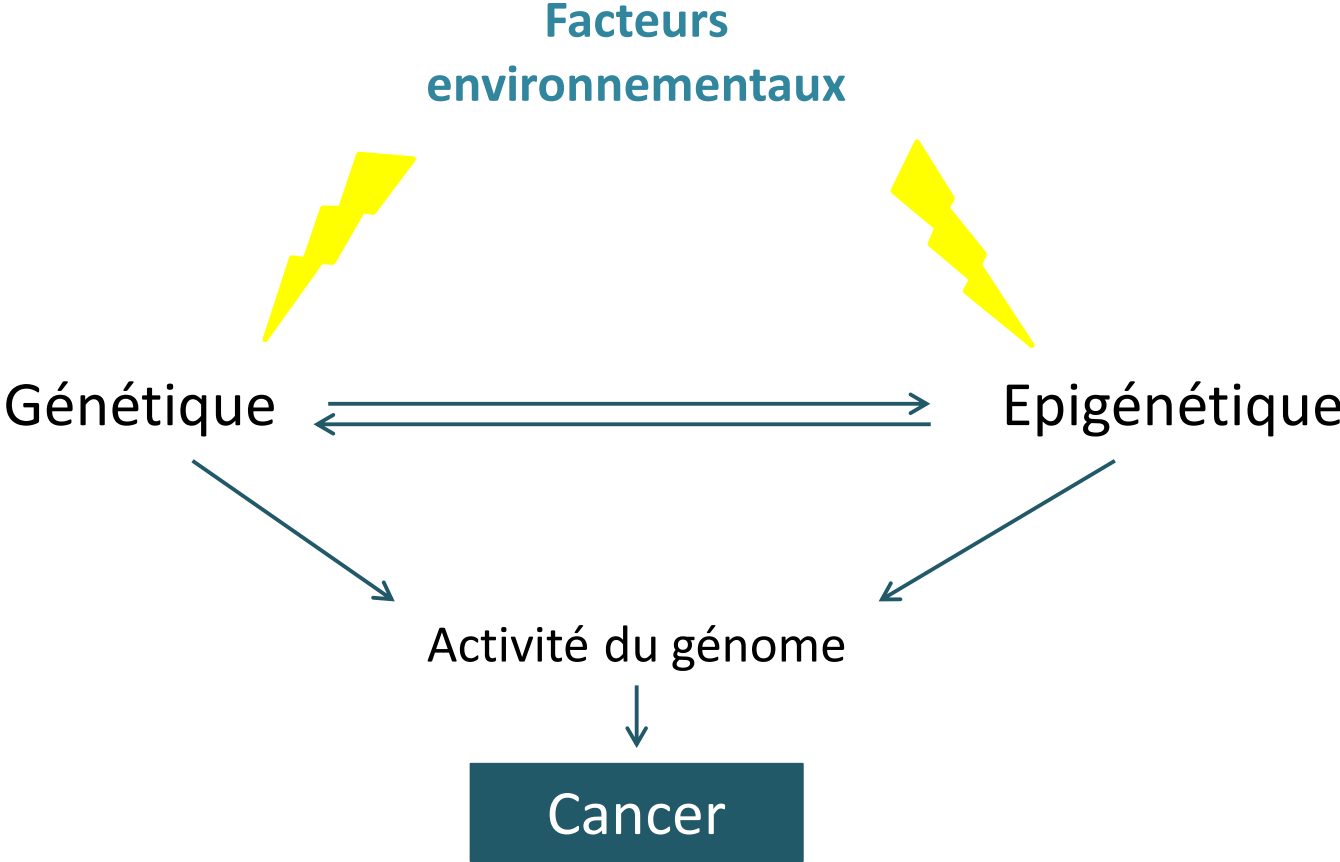 Facteurs
environnementaux
Génétique
Epigénétique
Activité du génome
Cancer